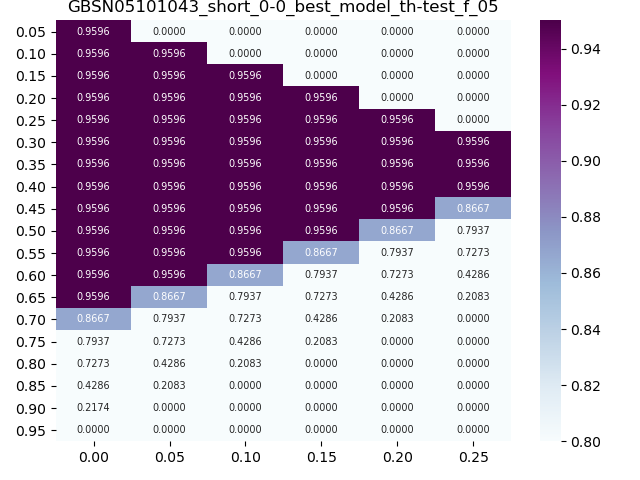 GBSN05101043_short_0-0_best_model_th-test_f_05
0.05 0.9596 0.0000 0.0000 0.0000 0.0000 0.0000
0.10 0.9596 0.9596 0.0000 0.0000 0.0000 0.0000
0.15 0.9596 0.9596 0.9596 0.0000 0.0000 0.0000
0.20 0.9596 0.9596 0.9596 0.9596 0.0000 0.0000
0.25 0.9596 0.9596 0.9596 0.9596 0.9596 0.0000
0.30 0.9596 0.9596 0.9596 0.9596 0.9596 0.9596
0.35 0.9596 0.9596 0.9596 0.9596 0.9596 0.9596
0.40 0.9596 0.9596 0.9596 0.9596 0.9596 0.9596
0.45 0.9596 0.9596 0.9596 0.9596 0.9596 0.8667
0.50 0.9596 0.9596 0.9596 0.9596 0.8667 0.7937
0.55 0.9596 0.9596 0.9596 0.8667 0.7937 0.7273
0.60 0.9596 0.9596 0.8667 0.7937 0.7273 0.4286
0.65 0.9596 0.8667 0.7937 0.7273 0.4286 0.2083
0.70 0.8667 0.7937 0.7273 0.4286 0.2083 0.0000
0.75 0.7937 0.7273 0.4286 0.2083 0.0000 0.0000
0.80 0.7273 0.4286 0.2083 0.0000 0.0000 0.0000
0.85 0.4286 0.2083 0.0000 0.0000 0.0000 0.0000
0.90 0.2174 0.0000 0.0000 0.0000 0.0000 0.0000
0.95 0.0000 0.0000 0.0000 0.0000 0.0000 0.0000
0.00 0.05 0.10 0.15 0.20 0.25
0.94
0.92
0.90
0.88
0.86
0.84
0.82
0.80